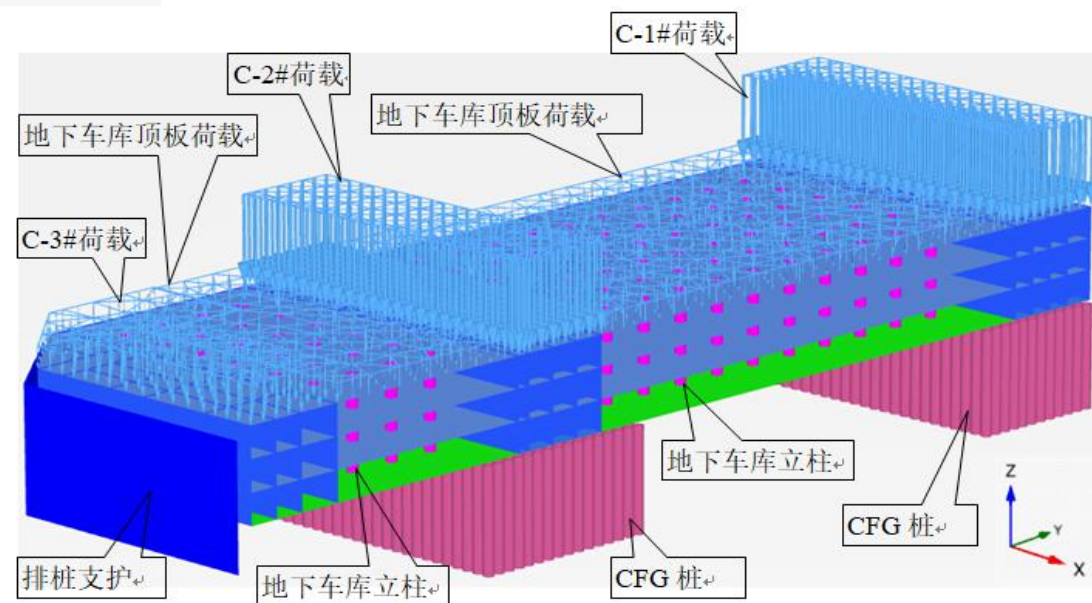 C-1#荷载
C-2#荷载
地下车库顶板荷载
地下车库顶板荷载
C-3#荷载
地下车库立柱
CFG 桩
排桩支护
地下车库立柱
CFG 桩
Z
Y
X